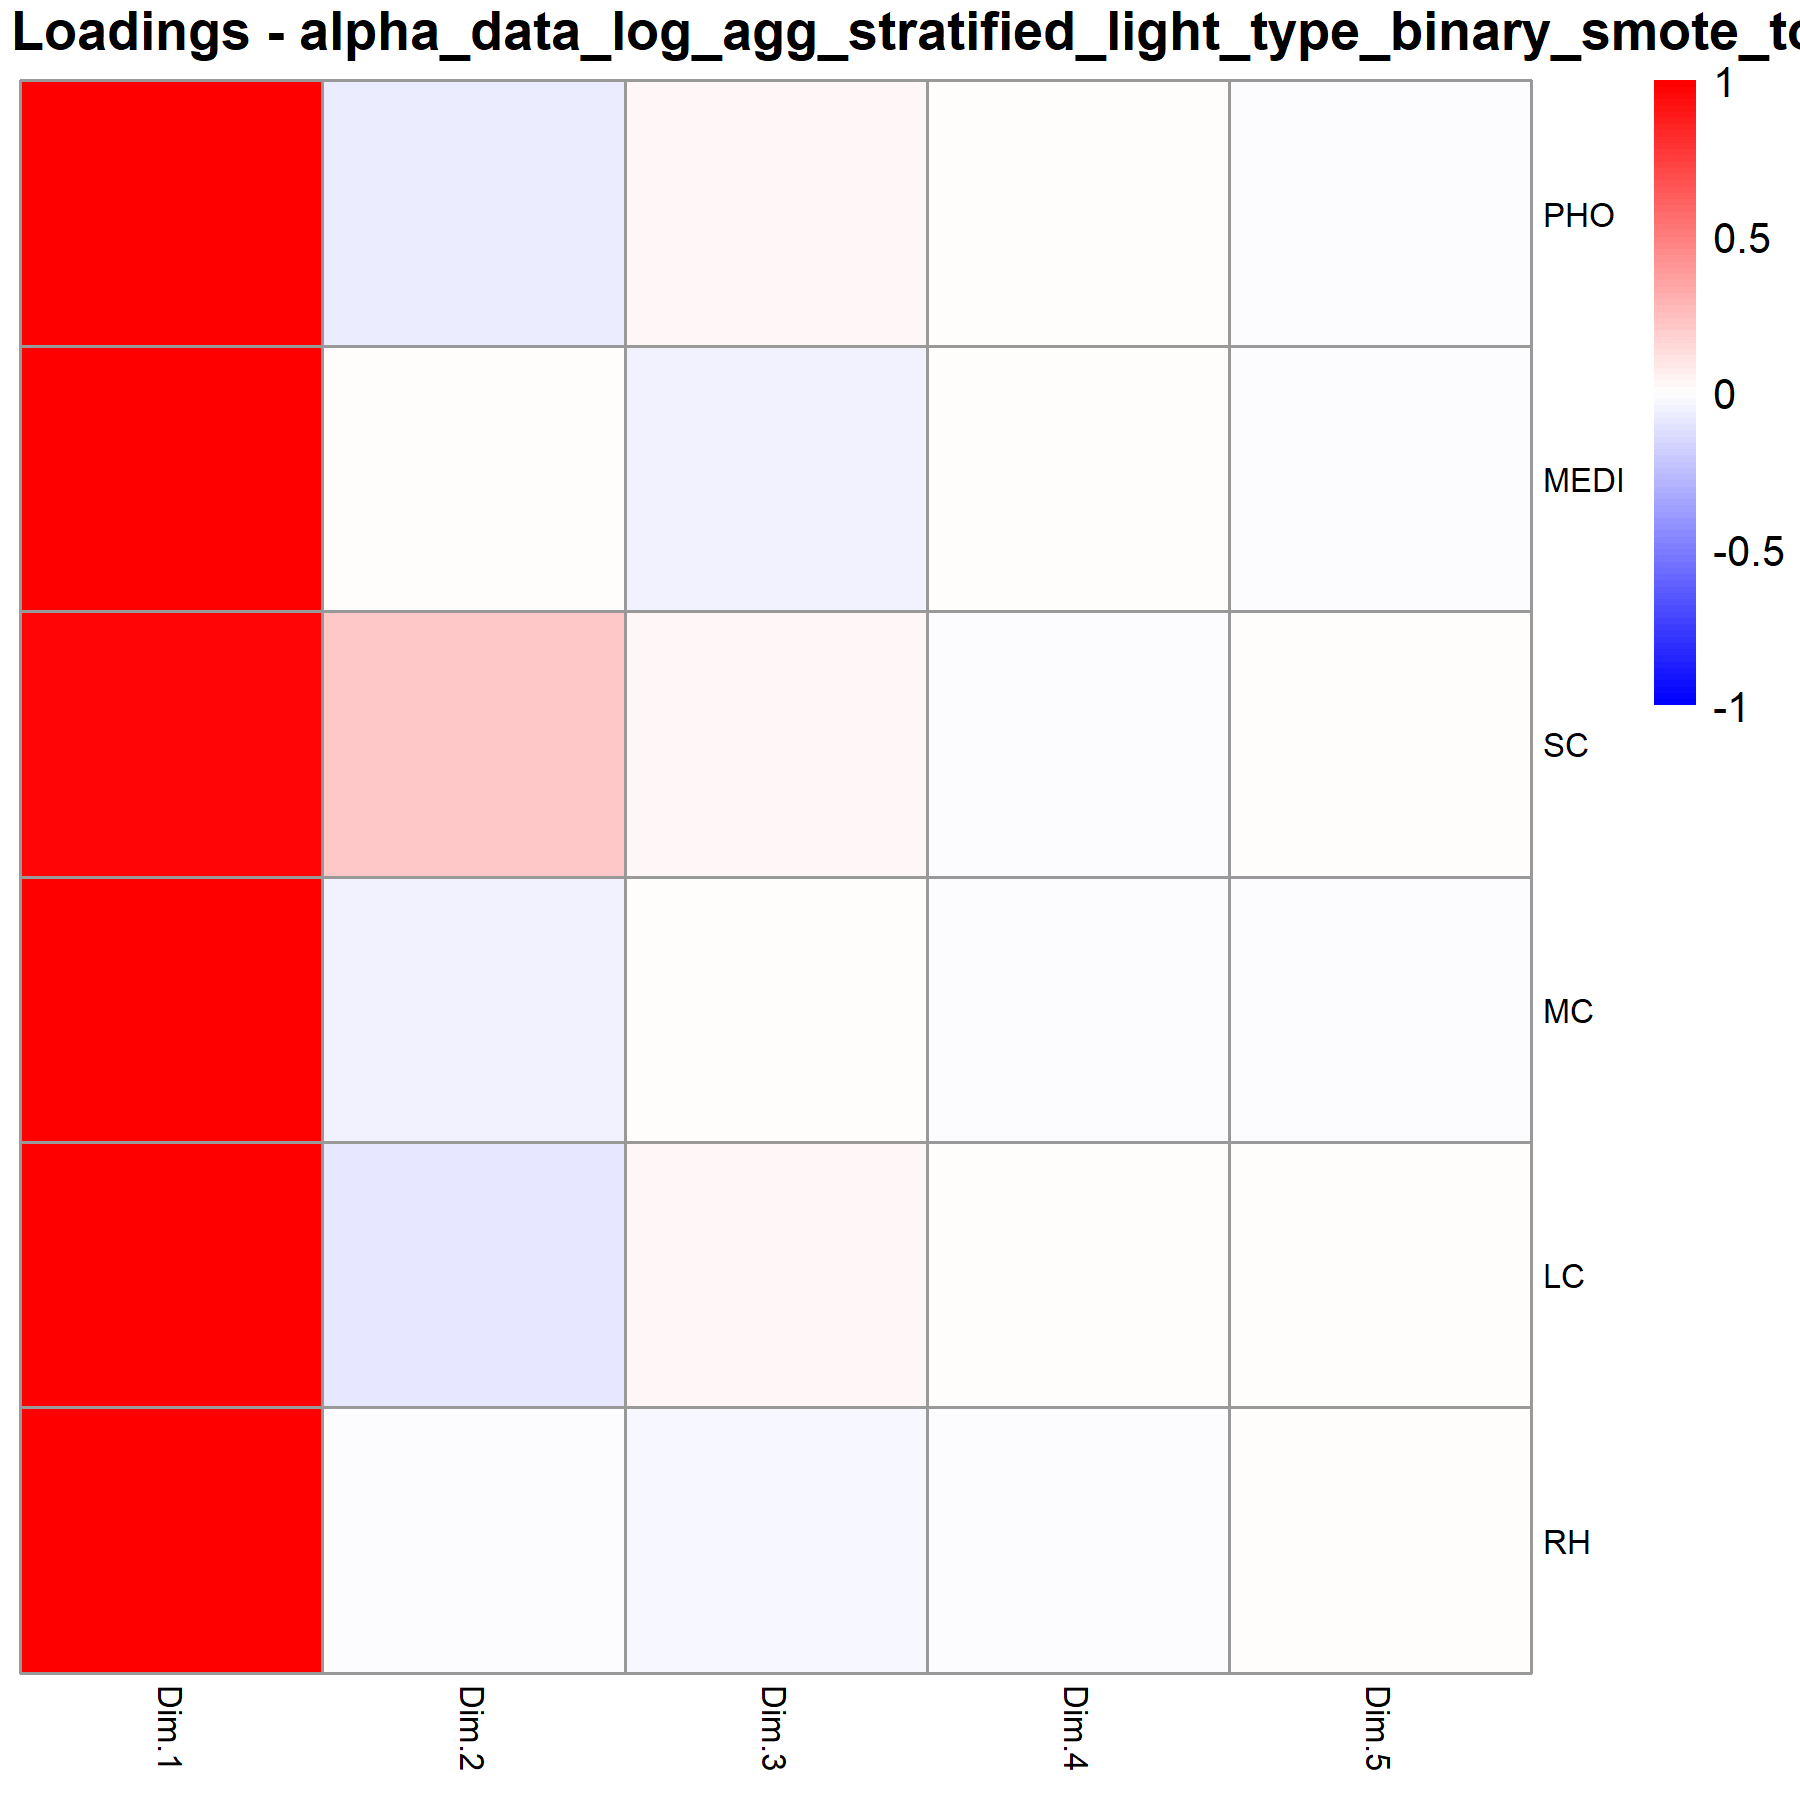 Loadings - alpha_data_log_agg_stratified_light_type_binary_smote_to
1
0.5
0
-0.5
-1
PHO
MEDI
SC
MC
LC
RH
Dim.1
Dim.2
Dim.3
Dim.4
Dim.5